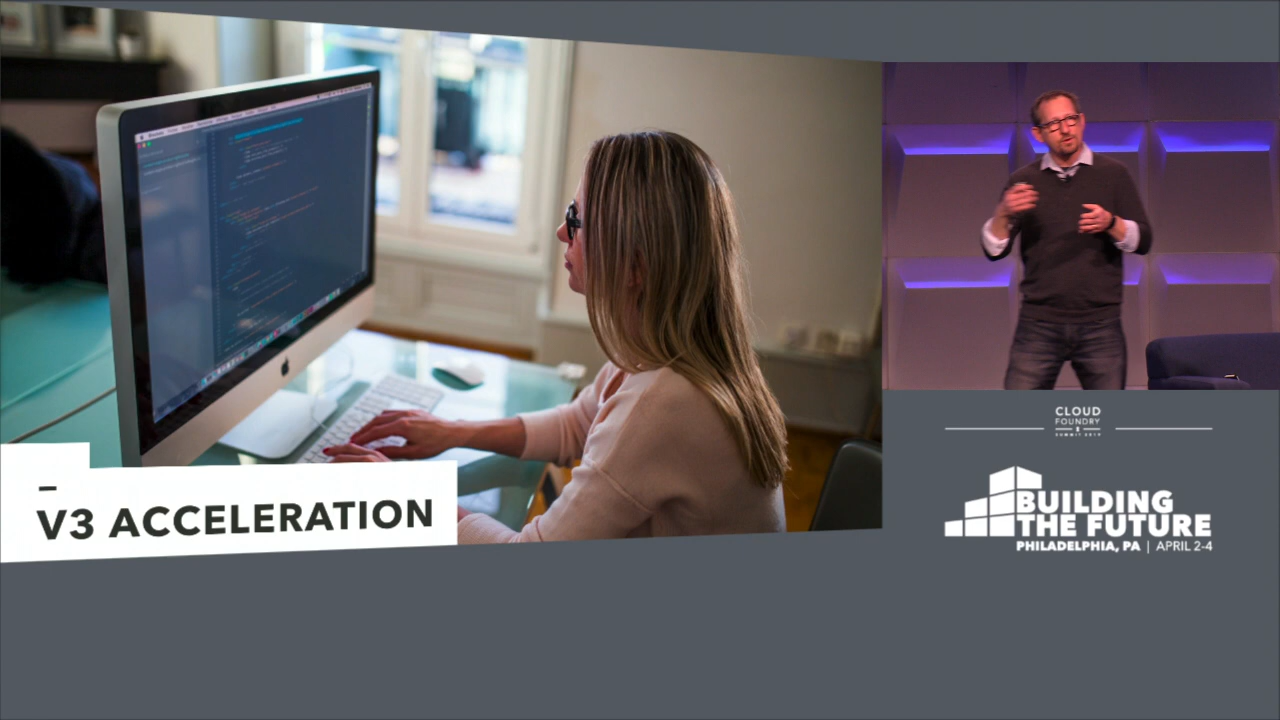 V3 ACCELERATION
CLOUD
FOUNDRY
SUMMIT 2019
BUILDING
THE FUTURE
PHILADELPHIA, PA | APRIL 2-4